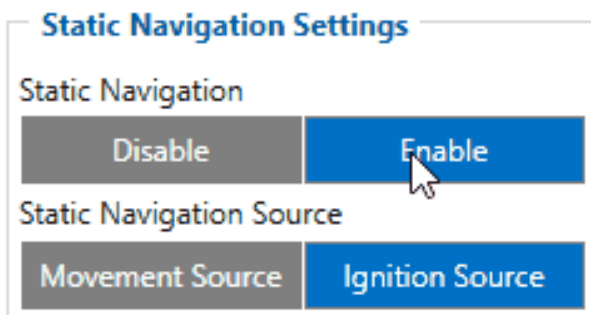 Static Navigation Settings
Static Navigation
Disable Enable
Static Navigation Source
Movement Source Ignition Source